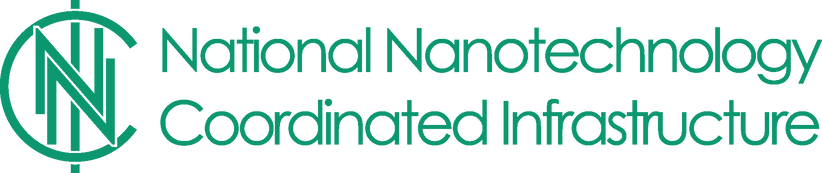 National Nanotechnology
Coordinated Infrastructure